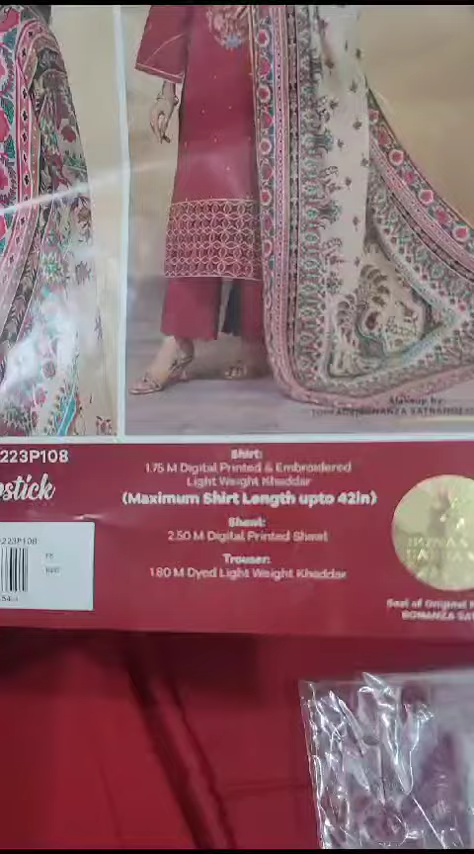 Makeup by:
223P108
Shirt:
1.75 M Digital Printed & Embroidered
Light Weight Khaddar
(Maximum Shirt Length upto 42in)
Shawl:
2.50 M Digital Printed Shawl
Trouser:
1.80 M Dyed Light Weight Khaddar
stick
223P108
Seal of Original
BONANZA SAT